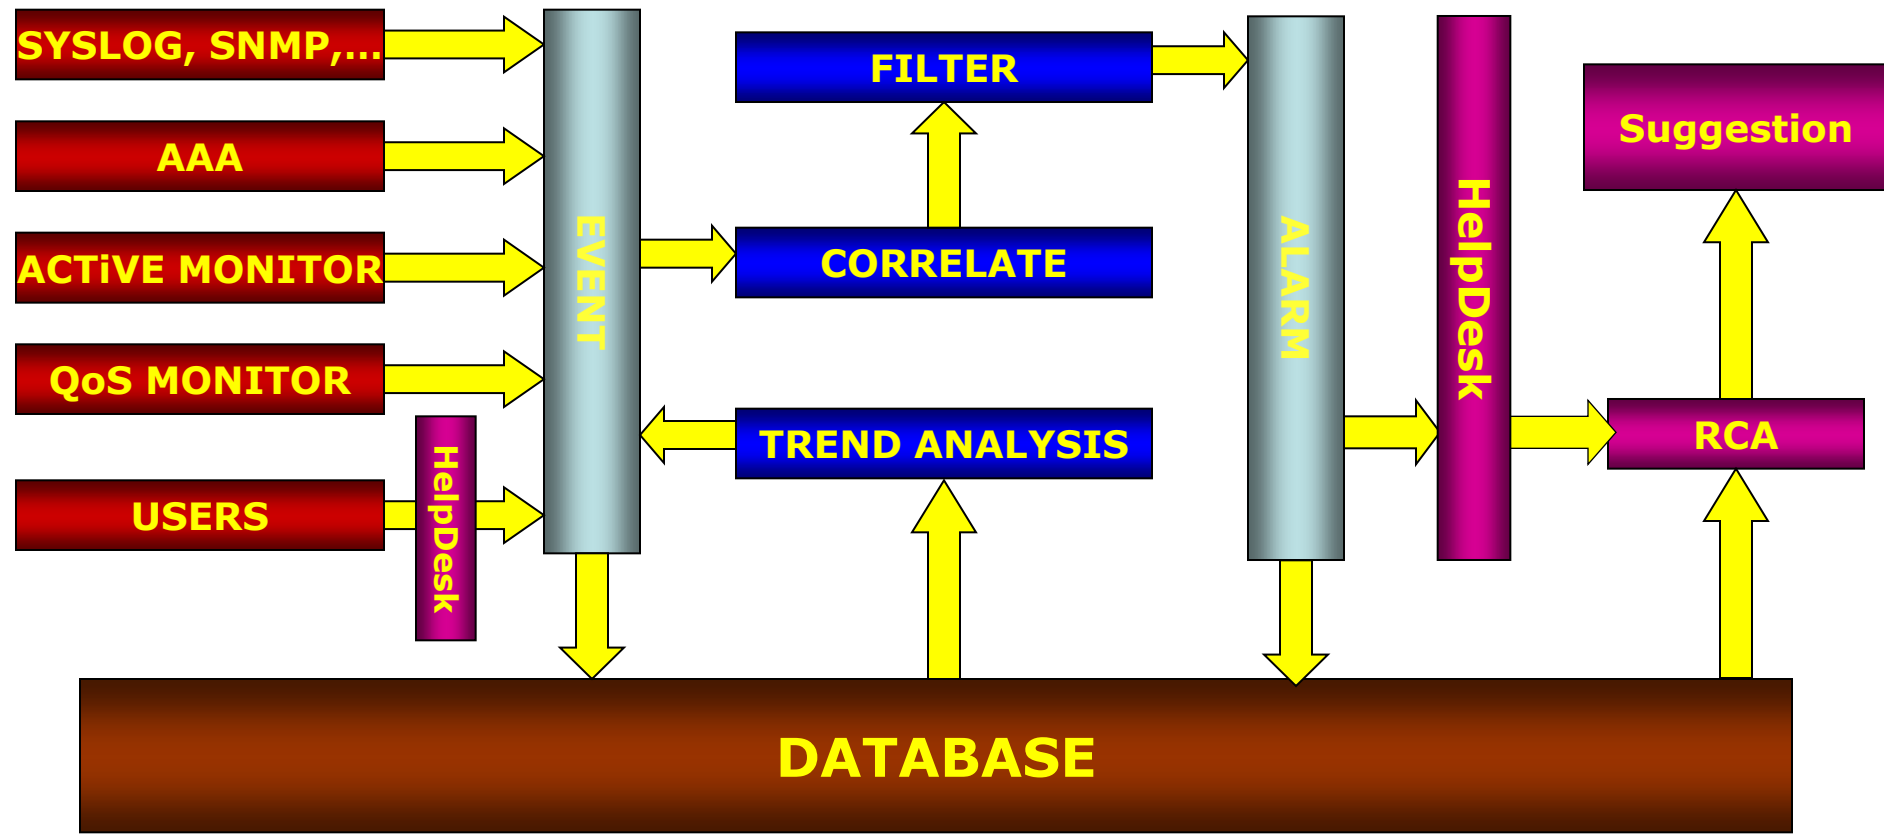 SYSLOG, SNMP,...
AAA
ACTiVE MONITOR
QoS MONITOR
USERS
HelpDesk
EVENT
FILTER
CORRELATE
TREND ANALYSIS
ALARM
HelpDesk
Suggestion
RCA
DATABASE